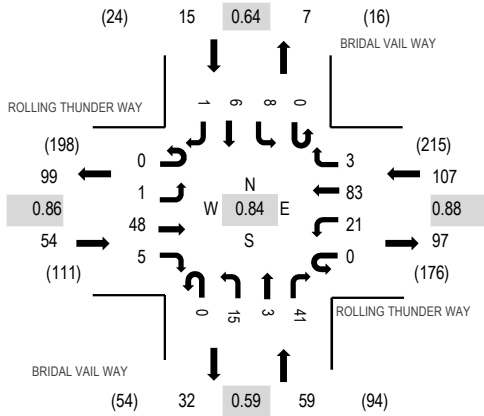 (24) 15 0.64 7 (16)
BRIDAL VAIL WAY
ROLLING THUNDER WAY
1 6 8 0
(198) (215)
0 3
99 107
1 N 83
0.86 W 0.84 E 0.88
48 21
54 S 97
5 0
(111) (176)
0 15 3 41
ROLLING THUNDER WAY
BRIDAL VAIL WAY
(54) 32 0.59 59 (94)